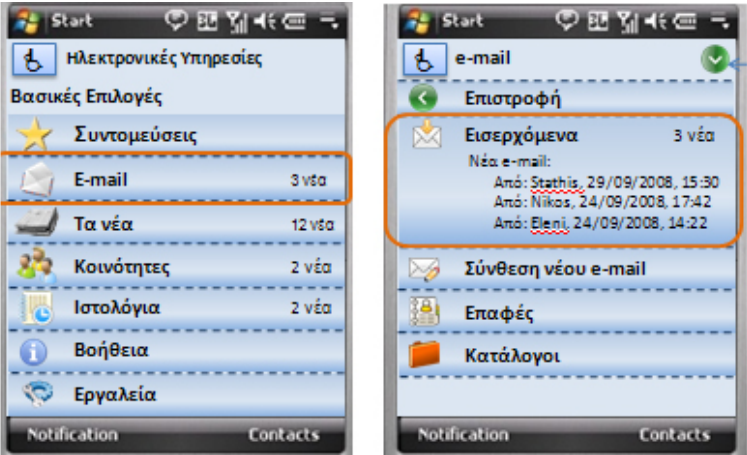 Start
Ηλεκτρονικές Υπηρεσίες
Βασικές Επιλογές
Συντομεύσεις
E-mail 3 νέα
Τα νέα 12 νέα
Κοινότητες 2 νέα
Ιστολόγια 2 νέα
Βοήθεια
Εργαλεία
Notification Contacts
Start
e-mail
Επιστροφή
Εισερχόμενα 3 νέα
Νέα e-mail:
Από: Stathis, 29/09/2008, 15:30
Από: Nikos, 24/09/2008, 17:42
Από: Eleni, 24/09/2008, 14:22
Σύνθεση νέου e-mail
Επαφές
Κατάλογοι
Notification Contacts